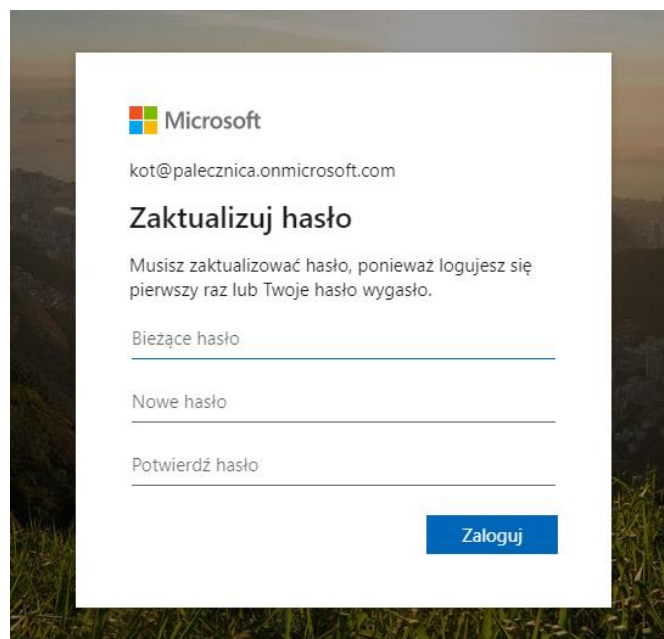 Microsoft
kot@palecznica.onmicrosoft.com
Zaktualizuj hasło
Musisz zaktualizować hasło, ponieważ logujesz się
pierwszy raz lub Twoje hasło wygasło.
Bieżące hasło
Nowe hasło
Potwierdź hasło
Zaloguj